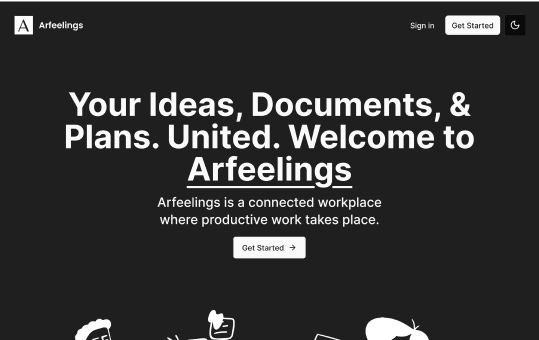 A Arfeelings
Sign in
Get Started
Your Ideas, Documents, &
Plans. United. Welcome to
Arfeelings
Arfeelings is a connected workplace
where productive work takes place.
Get Started →